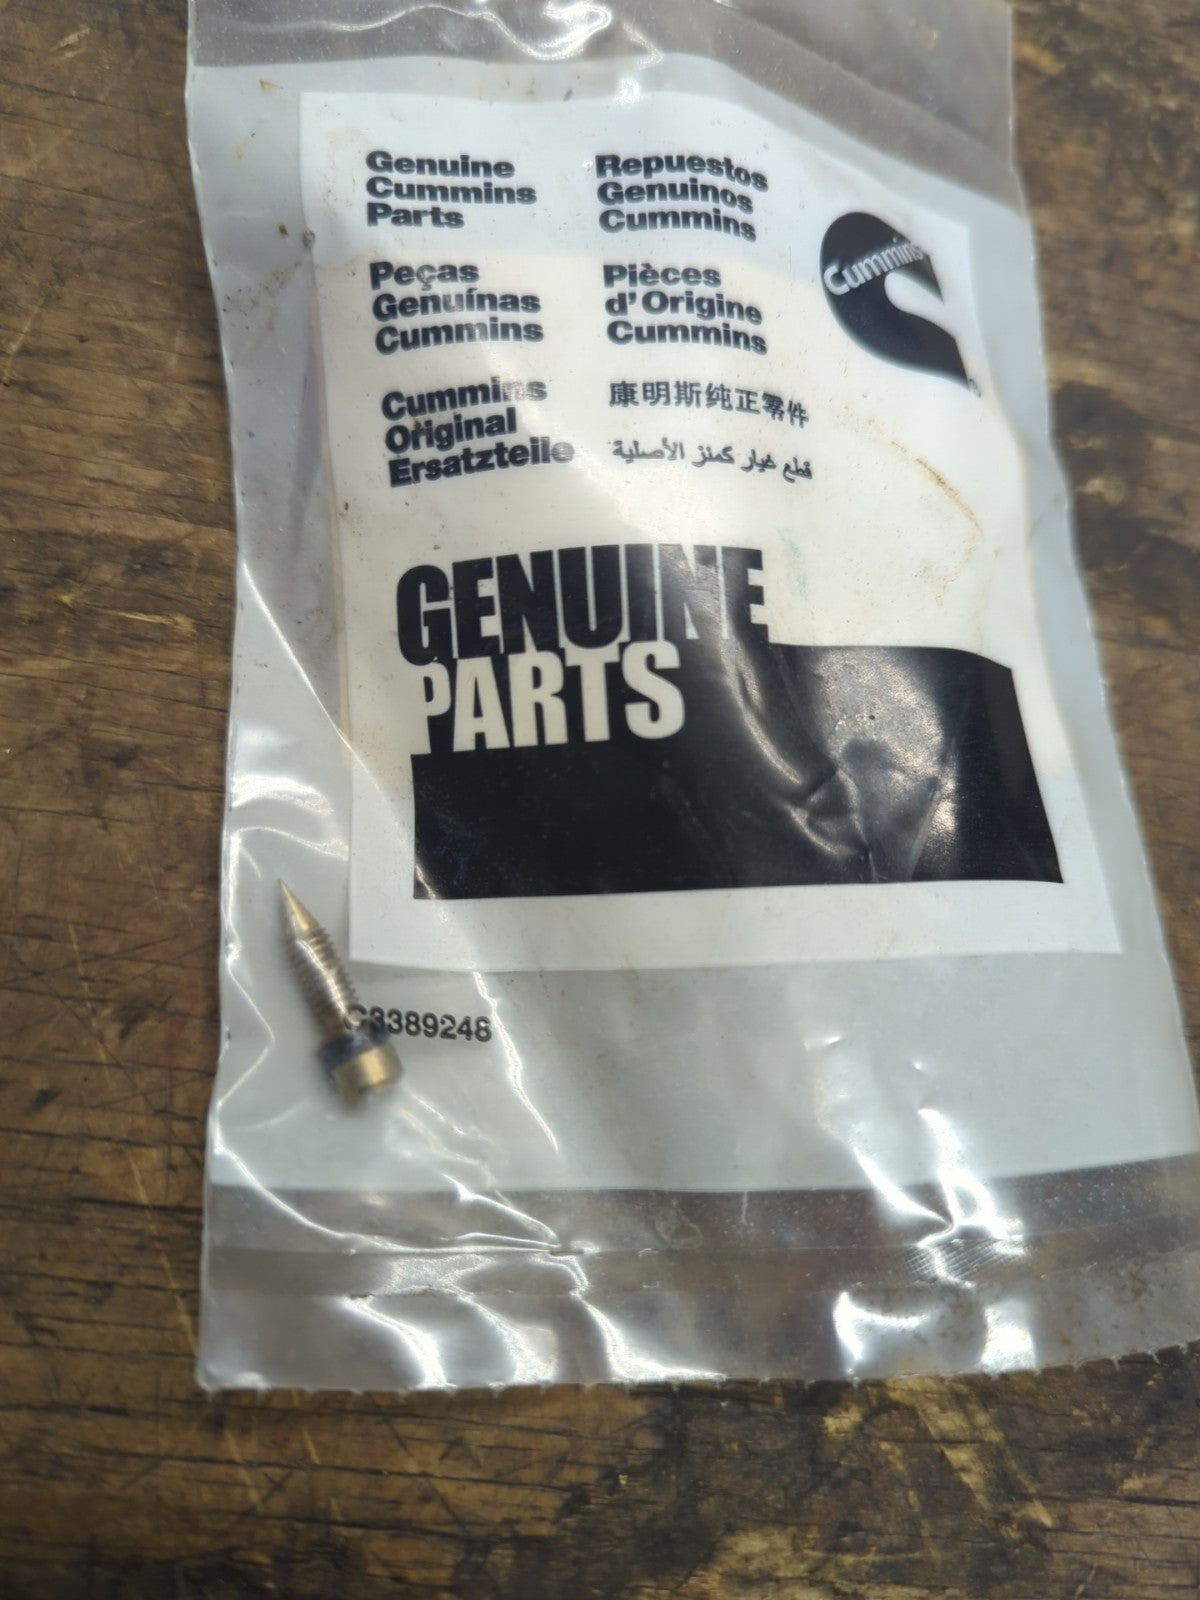 Genuine
Cummins
Parts
Repuestos
Genuinos
Cummins
Cummins
Peças
Genuínas
Cummins
Pièces
d'Origine
Cummins
Cummins
Original
Ersatzteile
康明斯纯正零件
قطع غيار كمنز الأصلية
GENUINE
PARTS
C3389248